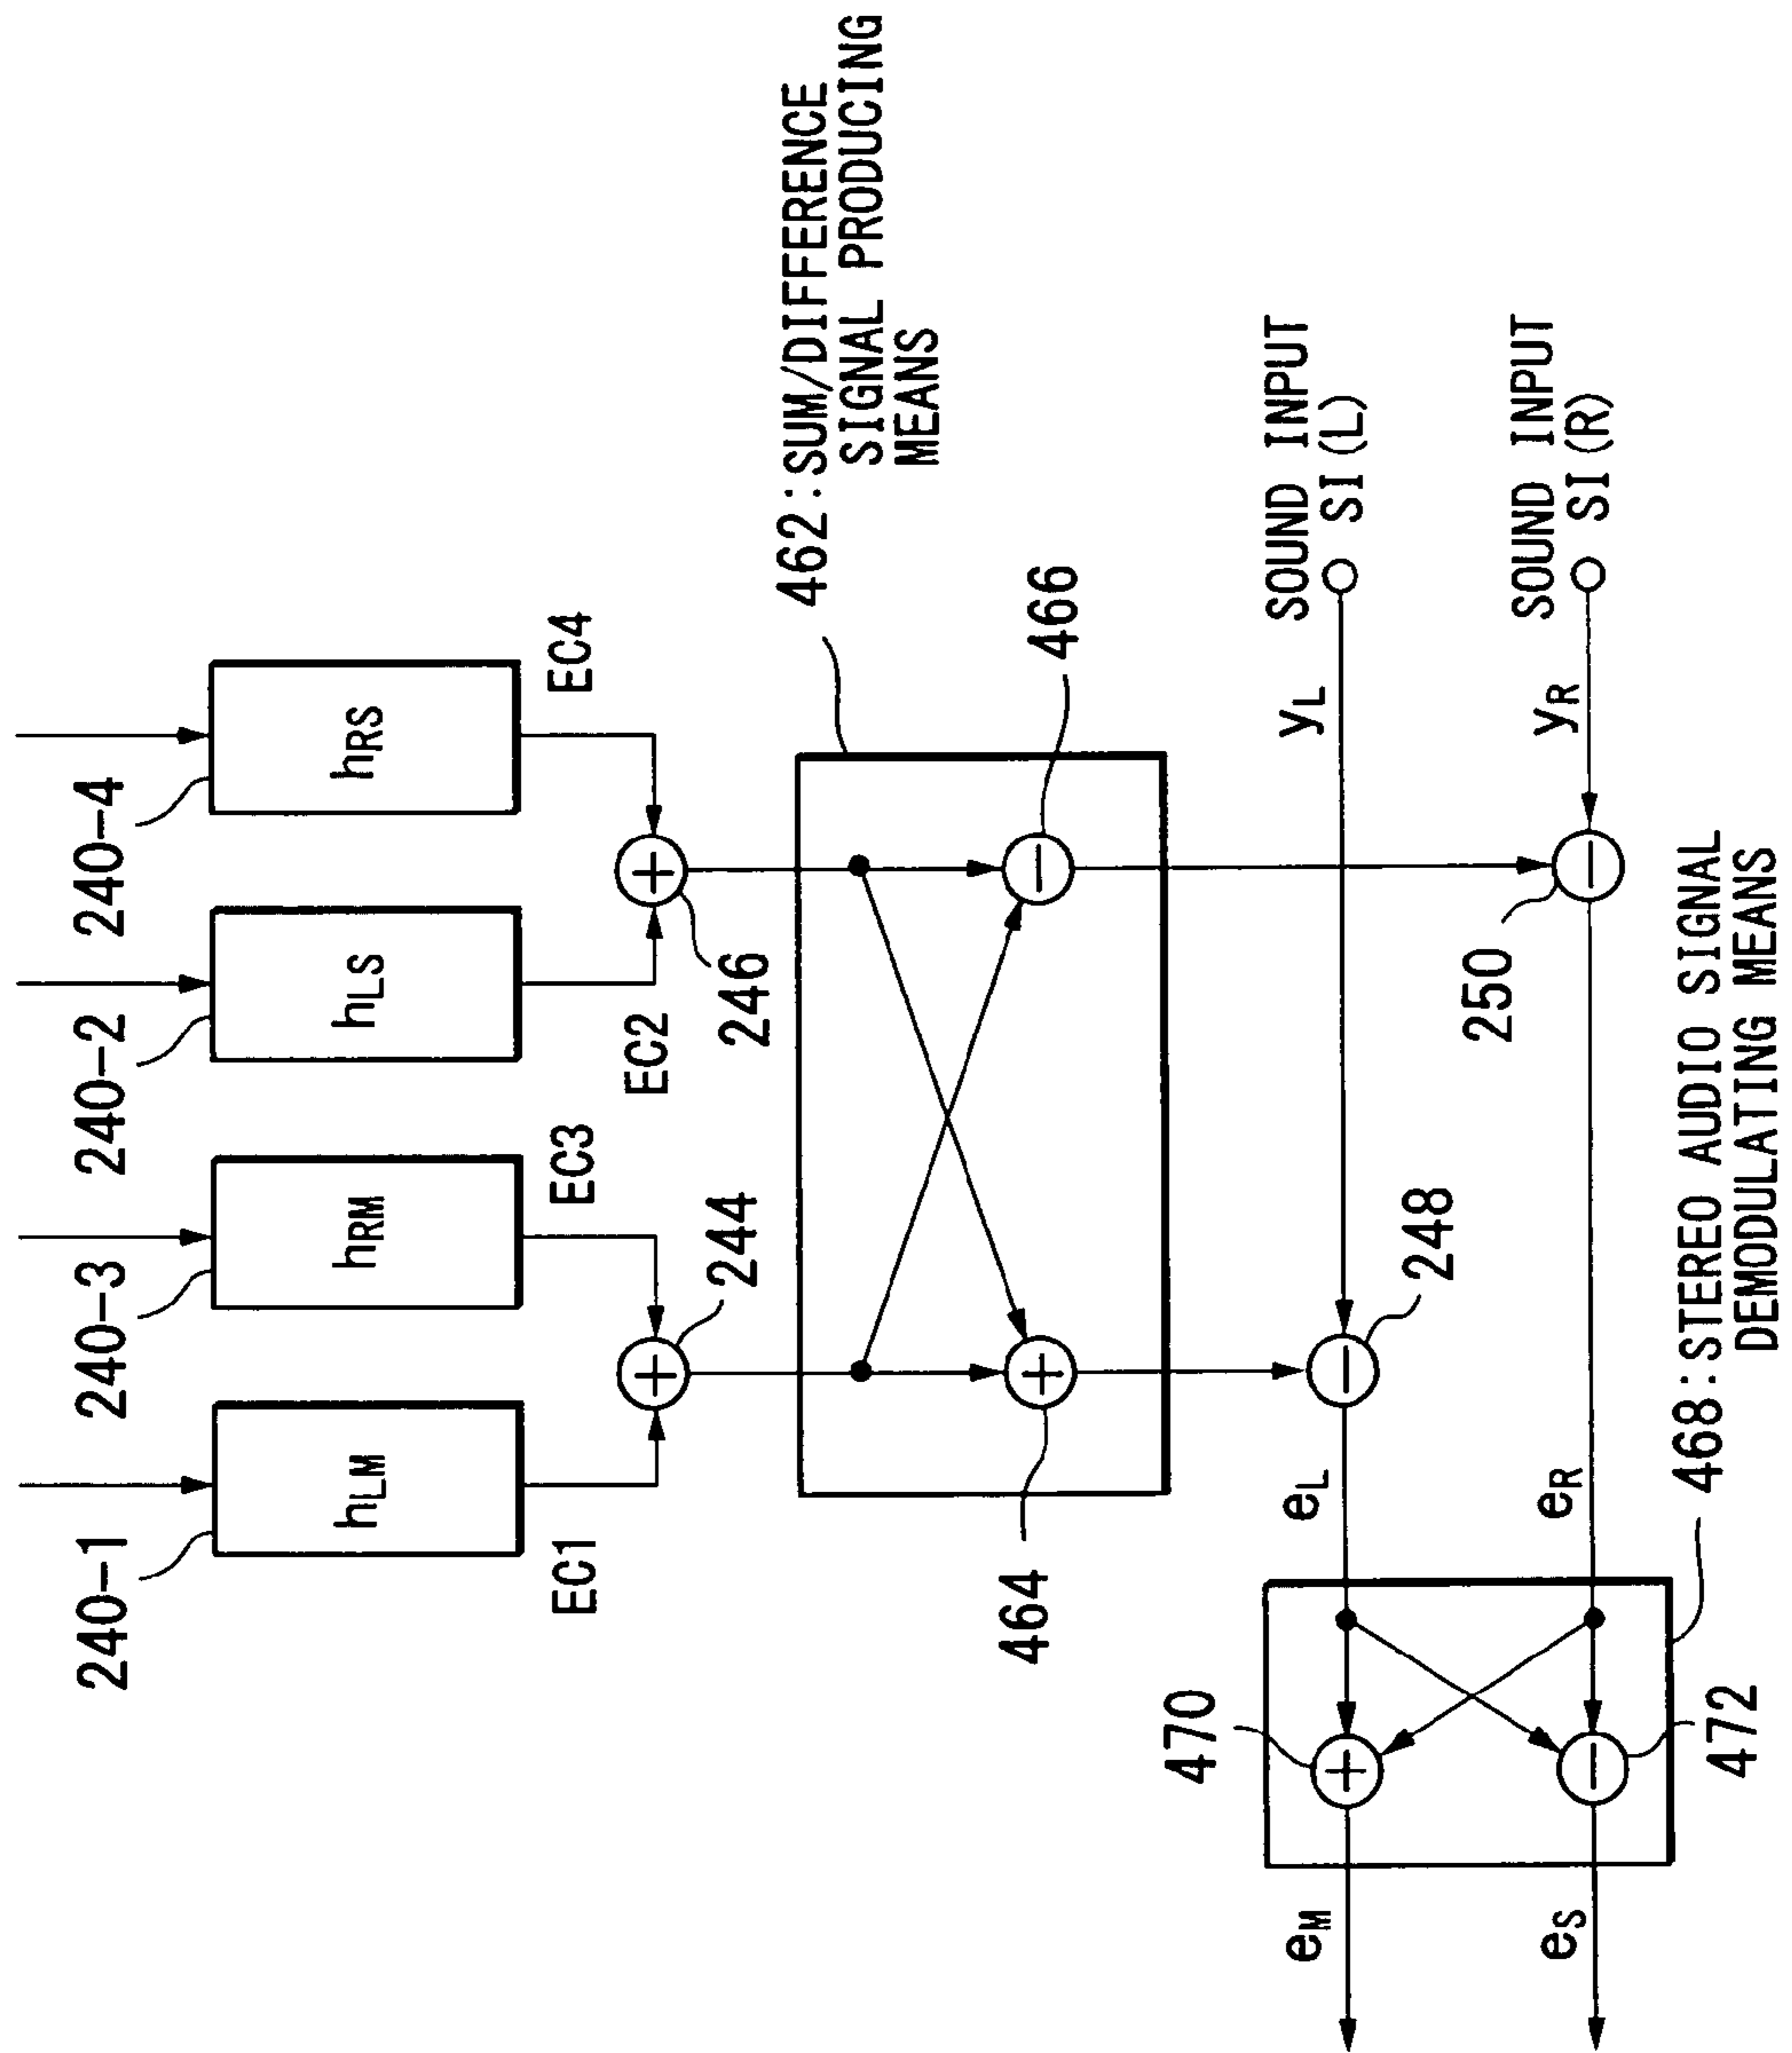 240-1
hLM
EC1
240-3
hRM
EC3
240-2
hLS
EC2
240-4
hRS
EC4
244
246
462:SUM/DIFFERENCE
SIGNAL PRODUCING
MEANS
464
466
SOUND INPUT
SI(L)
yL
248
eL
SOUND INPUT
SI(R)
yR
250
eR
470
472
eM
eS
468:STEREO AUDIO SIGNAL
DEMODULATING MEANS